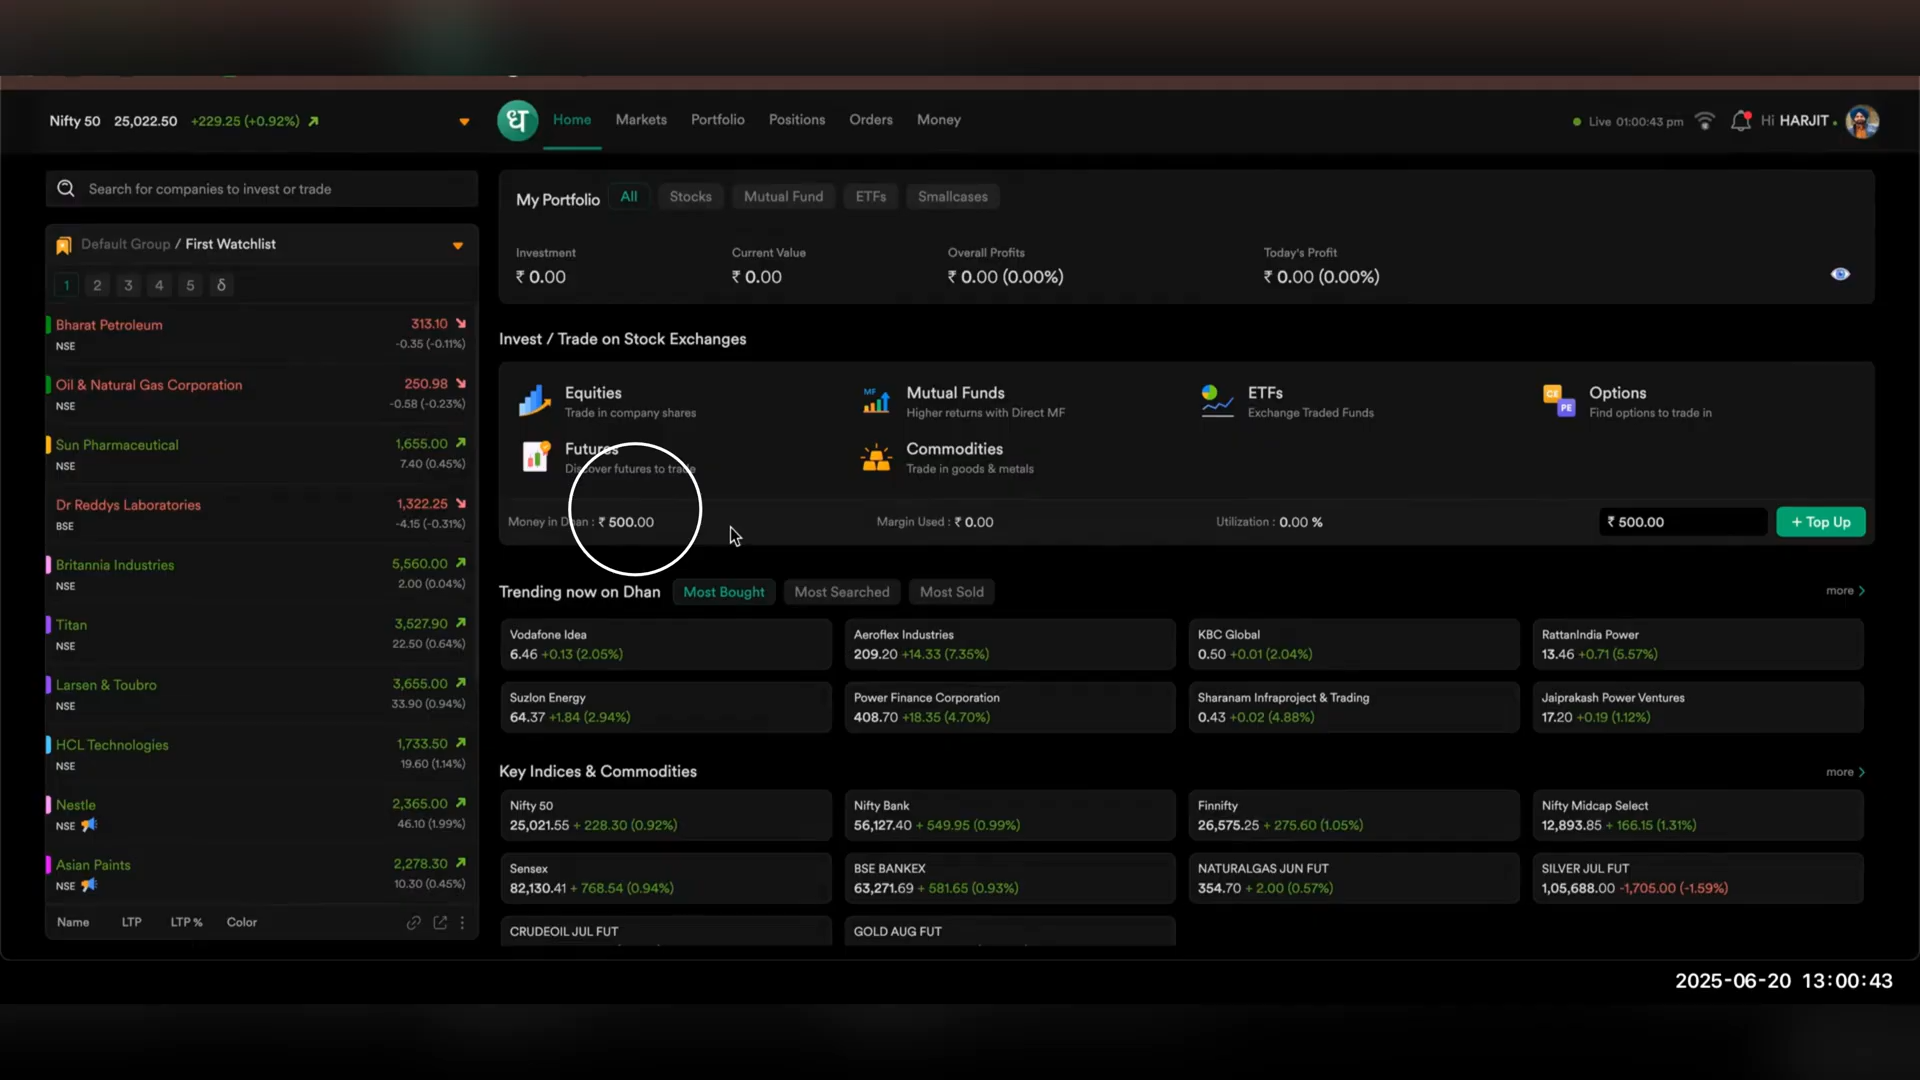 Nifty 50 25,022.50 +229.25 (+0.92%)
ध
Home Markets Portfolio Positions Orders Money
Live 01:00:43 pm
Hi HARJIT
Search for companies to invest or trade
Default Group / First Watchlist
1 2 3 4 5 δ
Bharat Petroleum 313.10
NSE -0.35 (-0.11%)
Oil & Natural Gas Corporation 250.98
NSE -0.58 (-0.23%)
Sun Pharmaceutical 1,655.00
NSE 7.40 (0.45%)
Dr Reddys Laboratories 1,322.25
BSE -4.15 (-0.31%)
Britannia Industries 5,560.00
NSE 2.00 (0.04%)
Titan 3,527.90
NSE 22.50 (0.64%)
Larsen & Toubro 3,655.00
NSE 33.90 (0.94%)
HCL Technologies 1,733.50
NSE 19.60 (1.14%)
Nestle 2,365.00
NSE 46.10 (1.99%)
Asian Paints 2,278.30
NSE 10.30 (0.45%)
Name LTP LTP % Color
My Portfolio All Stocks Mutual Fund ETFs Smallcases
Investment Current Value Overall Profits Today's Profit
₹ 0.00 ₹ 0.00 ₹ 0.00 (0.00%) ₹ 0.00 (0.00%)
Invest / Trade on Stock Exchanges
Equities Mutual Funds ETFs Options
Trade in company shares Higher returns with Direct MF Exchange Traded Funds Find options to trade in
MF
CE
PE
Futures Commodities
Discover futures to trade Trade in goods & metals
Money in Dhan : ₹ 500.00 Margin Used : ₹ 0.00 Utilization : 0.00 % ₹ 500.00 + Top Up
Trending now on Dhan Most Bought Most Searched Most Sold more
Vodafone Idea Aeroflex Industries KBC Global RattanIndia Power
6.46 +0.13 (2.05%) 209.20 +14.33 (7.35%) 0.50 +0.01 (2.04%) 13.46 +0.71 (5.57%)
Suzlon Energy Power Finance Corporation Sharanam Infraproject & Trading Jaiprakash Power Ventures
64.37 +1.84 (2.94%) 408.70 +18.35 (4.70%) 0.43 +0.02 (4.88%) 17.20 +0.19 (1.12%)
Key Indices & Commodities more
Nifty 50 Nifty Bank Finnifty Nifty Midcap Select
25,021.55 + 228.30 (0.92%) 56,127.40 + 549.95 (0.99%) 26,575.25 + 275.60 (1.05%) 12,893.85 + 166.15 (1.31%)
Sensex BSE BANKEX NATURALGAS JUN FUT SILVER JUL FUT
82,130.41 + 768.54 (0.94%) 63,271.69 + 581.65 (0.93%) 354.70 + 2.00 (0.57%) 1,05,688.00 -1,705.00 (-1.59%)
CRUDEOIL JUL FUT GOLD AUG FUT
2025-06-20 13:00:43